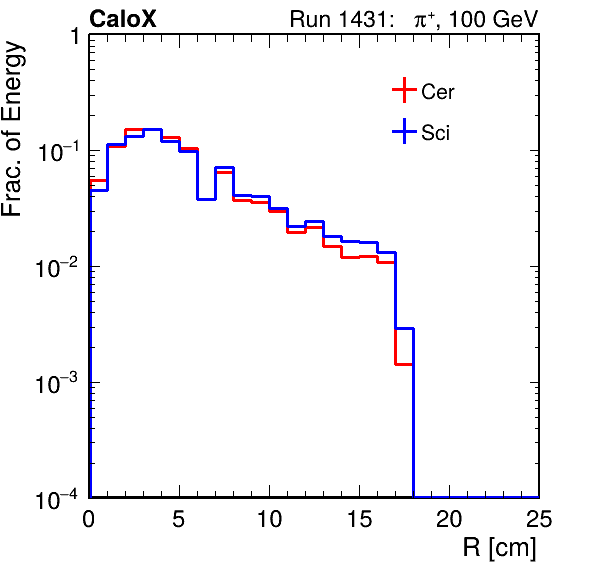 CaloX Run 1431: π⁺, 100 GeV
Frac. of Energy
1
10⁻¹
10⁻²
10⁻³
10⁻⁴
Cer
Sci
0 5 10 15 20 25
R [cm]